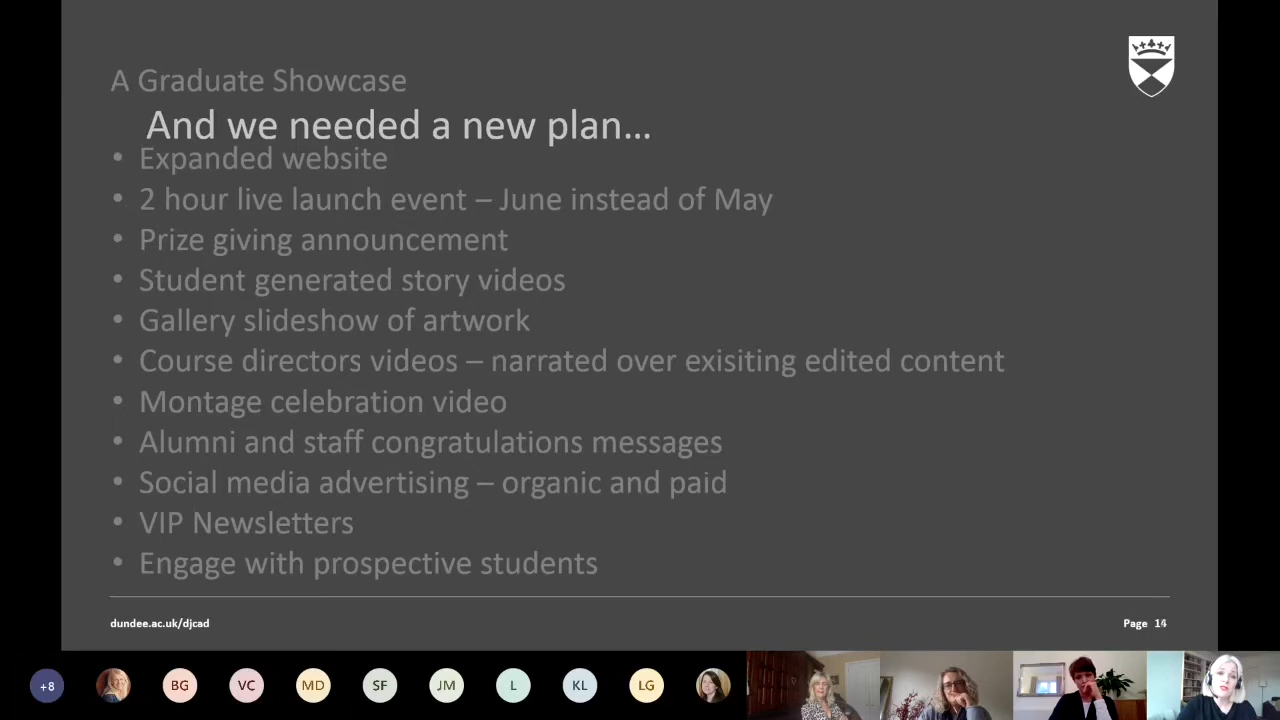 A Graduate Showcase
And we needed a new plan...
• Expanded website
• 2 hour live launch event – June instead of May
• Prize giving announcement
• Student generated story videos
• Gallery slideshow of artwork
• Course directors videos – narrated over exisiting edited content
• Montage celebration video
• Alumni and staff congratulations messages
• Social media advertising – organic and paid
• VIP Newsletters
• Engage with prospective students
dundee.ac.uk/djcad
Page 14
+8
BG
VC
MD
SF
JM
L
KL
LG